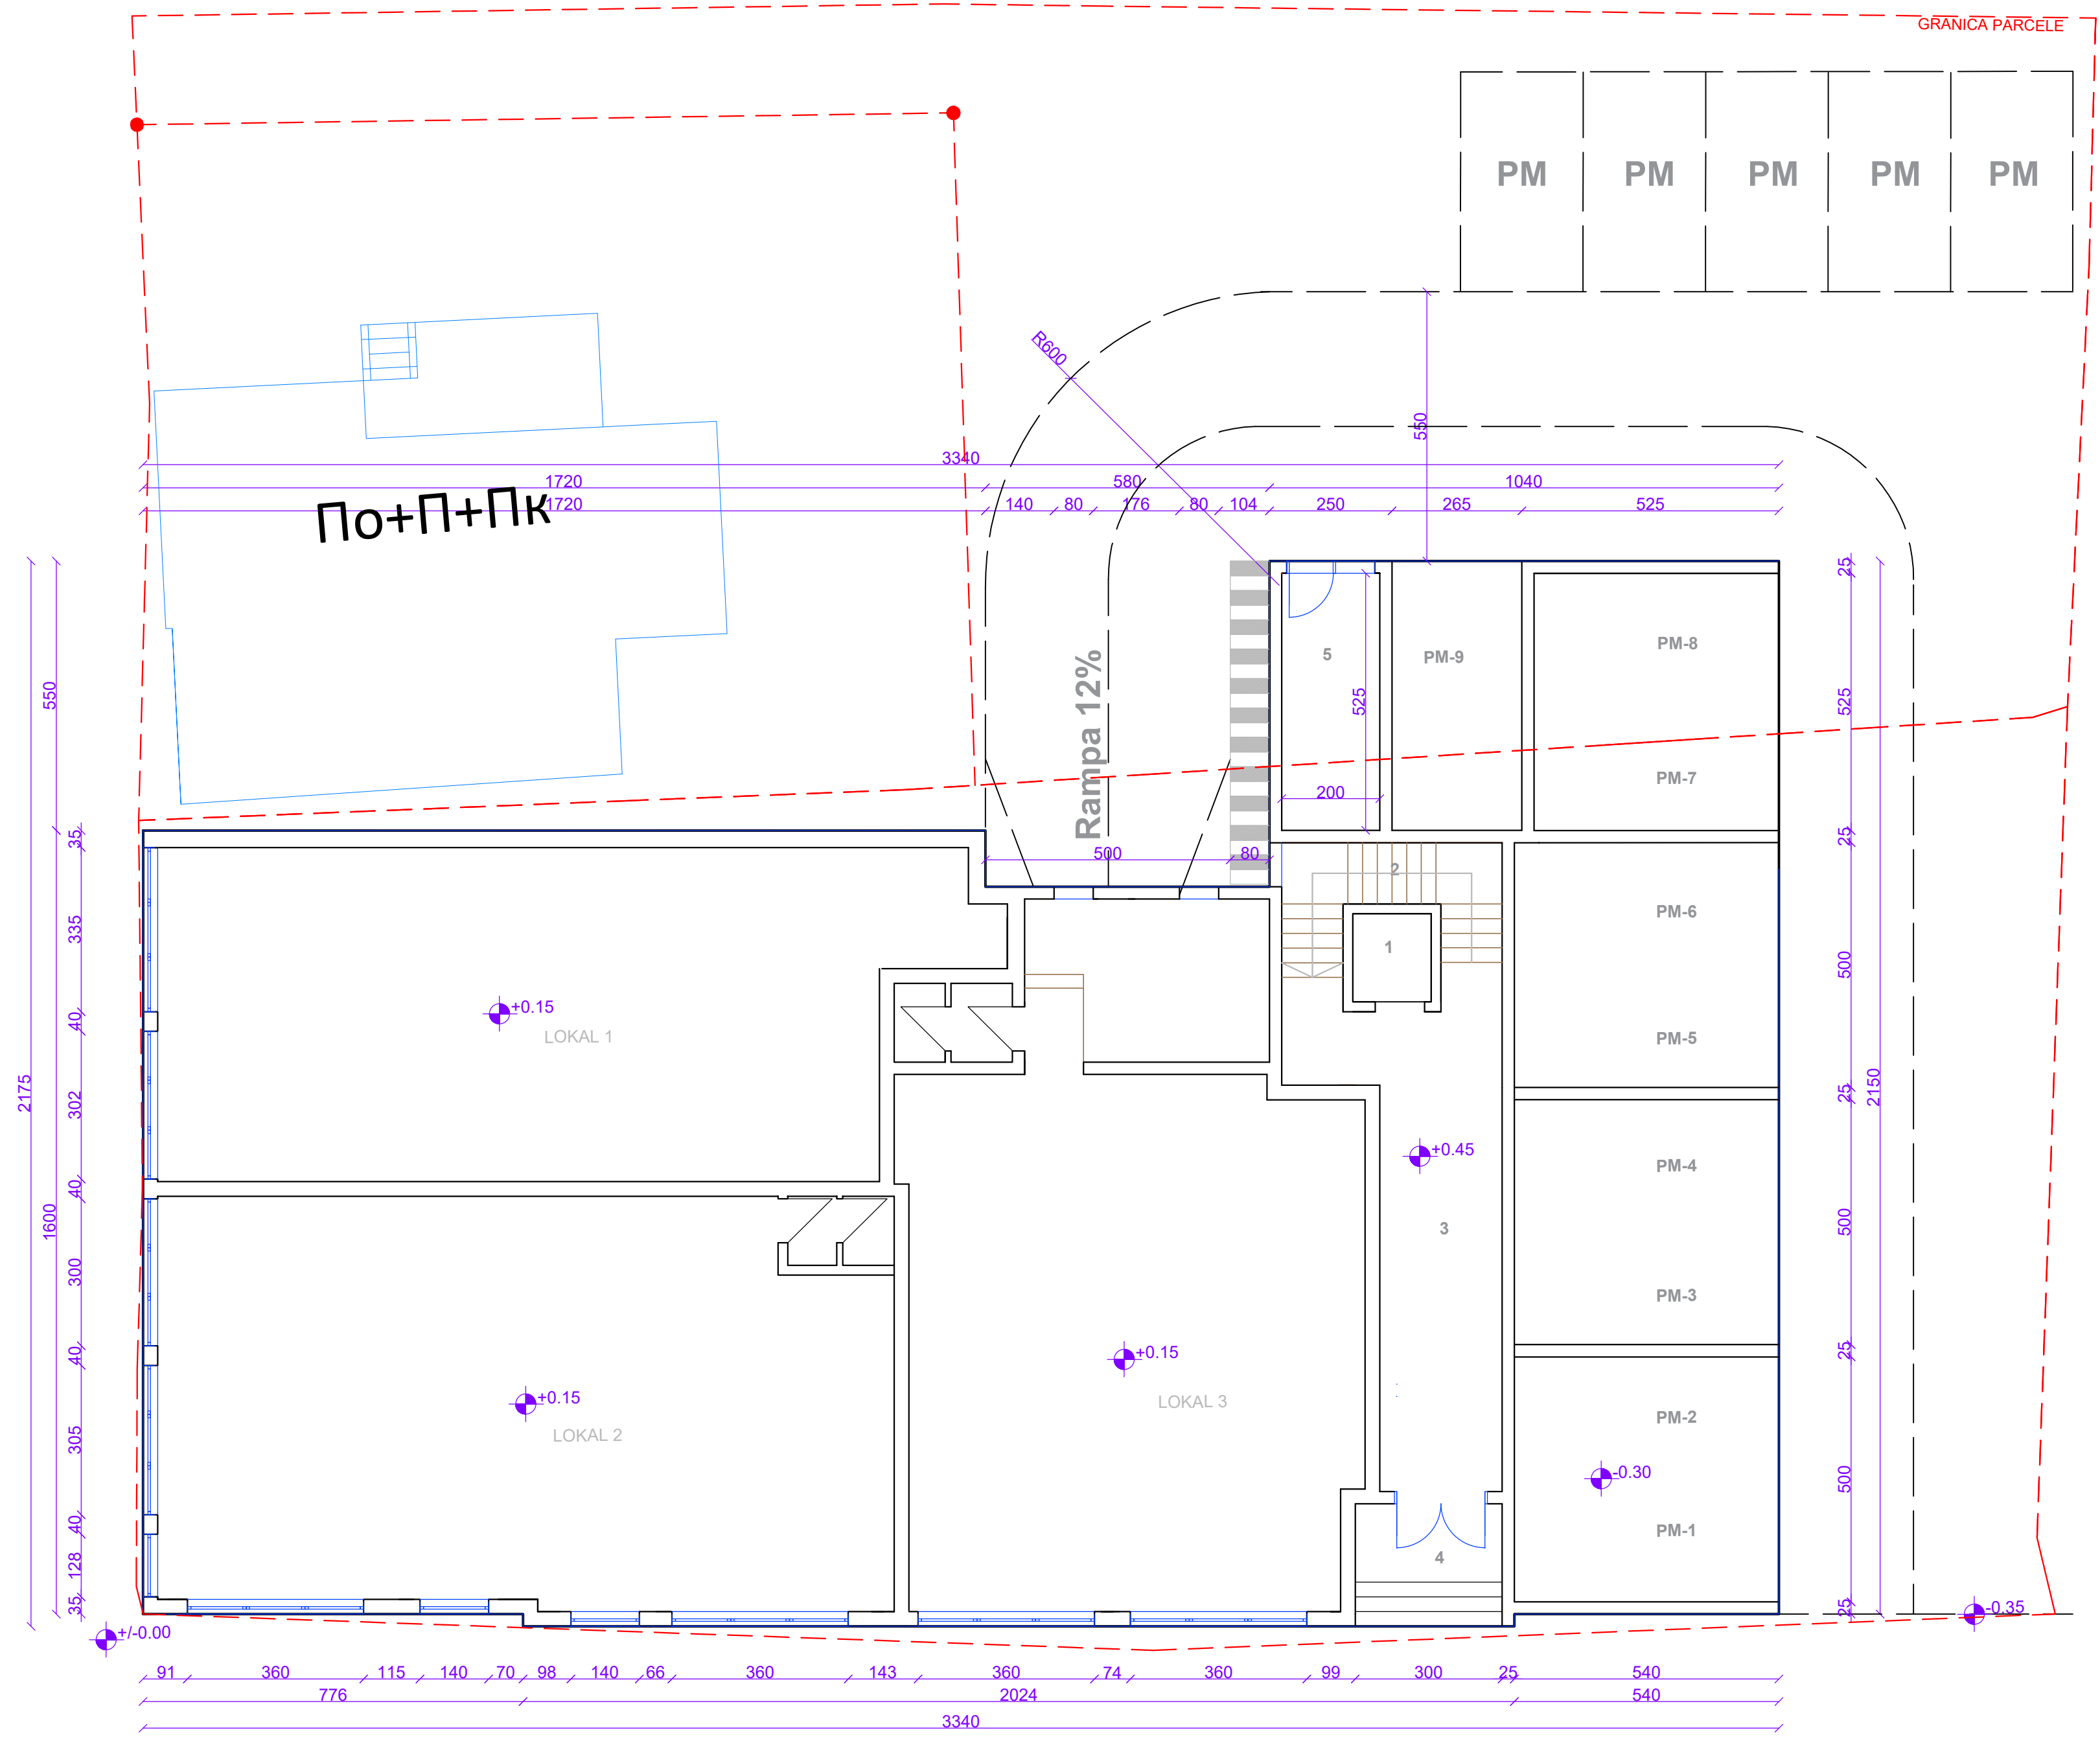 GRANICA PARCELE
PM PM PM PM PM
R600
550
3340
1720 580 1040
По+П+Пк
1720 140 80 176 80 104 250 265 525
25
5 PM-9 PM-8
550 525 525
Rampa 12%
PM-7
200
35 500 80 25
2
335 PM-6
1 500
+0.15
LOKAL 1
40 PM-5
2175 302 25 2150
+0.45
PM-4
40
1600 3 500
300 PM-3
40 +0.15 25
+0.15
LOKAL 3
PM-2
LOKAL 2
305 -0.30 500
40 PM-1
128 4
35 25 -0.35
+/-0.00
91 360 115 140 70 98 140 66 360 143 360 74 360 99 300 25 540
776 2024 540
3340